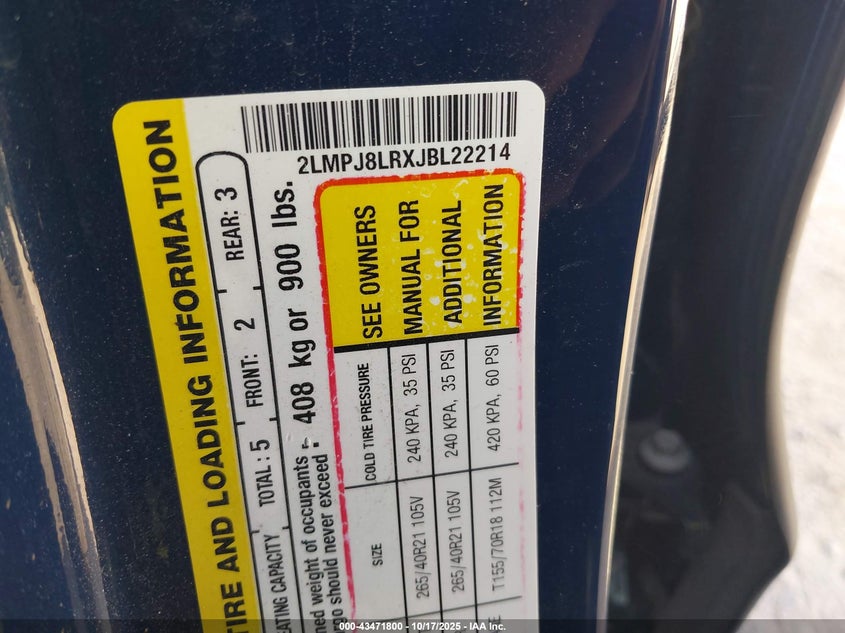 2LMPJ8LRXJBL22214
TIRE AND LOADING INFORMATION
EATING CAPACITY TOTAL: 5 FRONT: 2 REAR: 3
ned weight of occupants
rgo should never exceed : 408 kg or 900 lbs.
SIZE COLD TIRE PRESSURE SEE OWNERS
265/40R21 105V 240 KPA, 35 PSI MANUAL FOR
265/40R21 105V 240 KPA, 35 PSI ADDITIONAL
T155/70R18 112M 420 KPA, 60 PSI INFORMATION
000-43471800 - 10/17/2025 - IAA Inc.